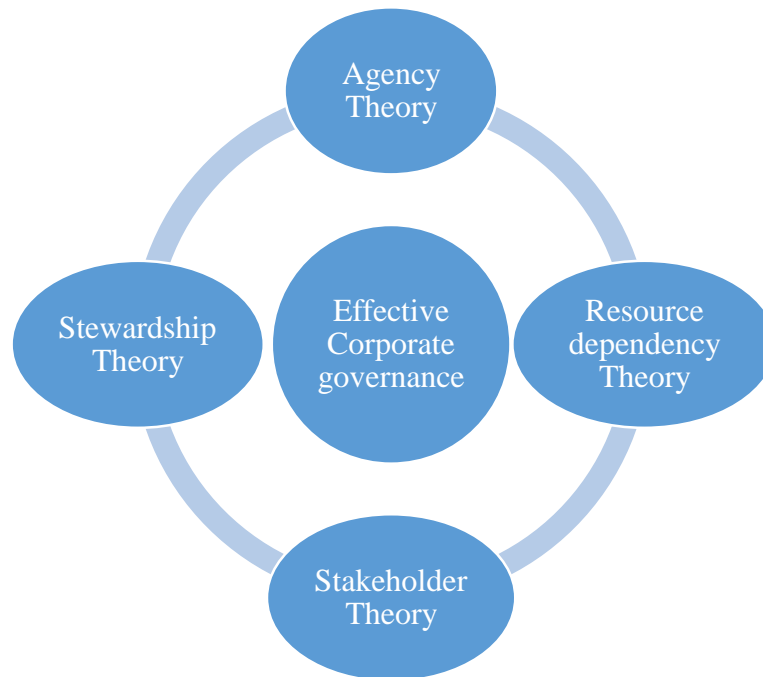 Agency
Theory
Stewardship
Theory
Effective
Corporate
governance
Resource
dependency
Theory
Stakeholder
Theory